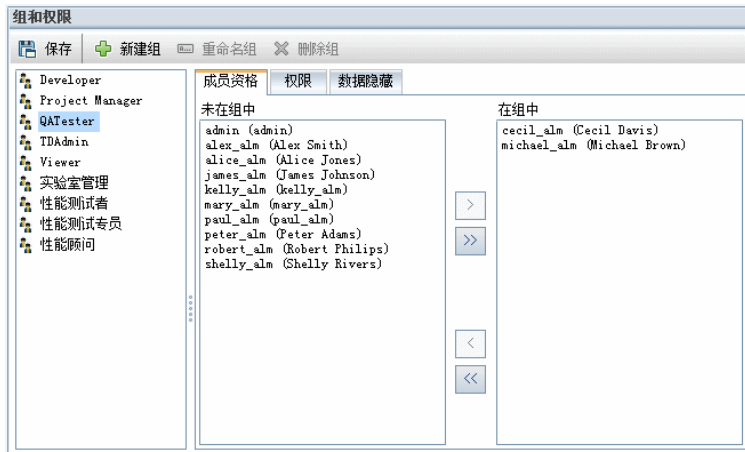 组和权限
保存 新建组 重命名组 删除组
Developer
Project Manager
QATester
TDAdmin
Viewer
实验室管理
性能测试者
性能测试专员
性能顾问
成员资格 权限 数据隐藏
未在组中
admin (admin)
alex_alm (Alex Smith)
alice_alm (Alice Jones)
james_alm (James Johnson)
kelly_alm (kelly_alm)
mary_alm (mary_alm)
paul_alm (paul_alm)
peter_alm (Peter Adams)
robert_alm (Robert Philips)
shelly_alm (Shelly Rivers)
>
>>
<
<<
在组中
cecil_alm (Cecil Davis)
michael_alm (Michael Brown)